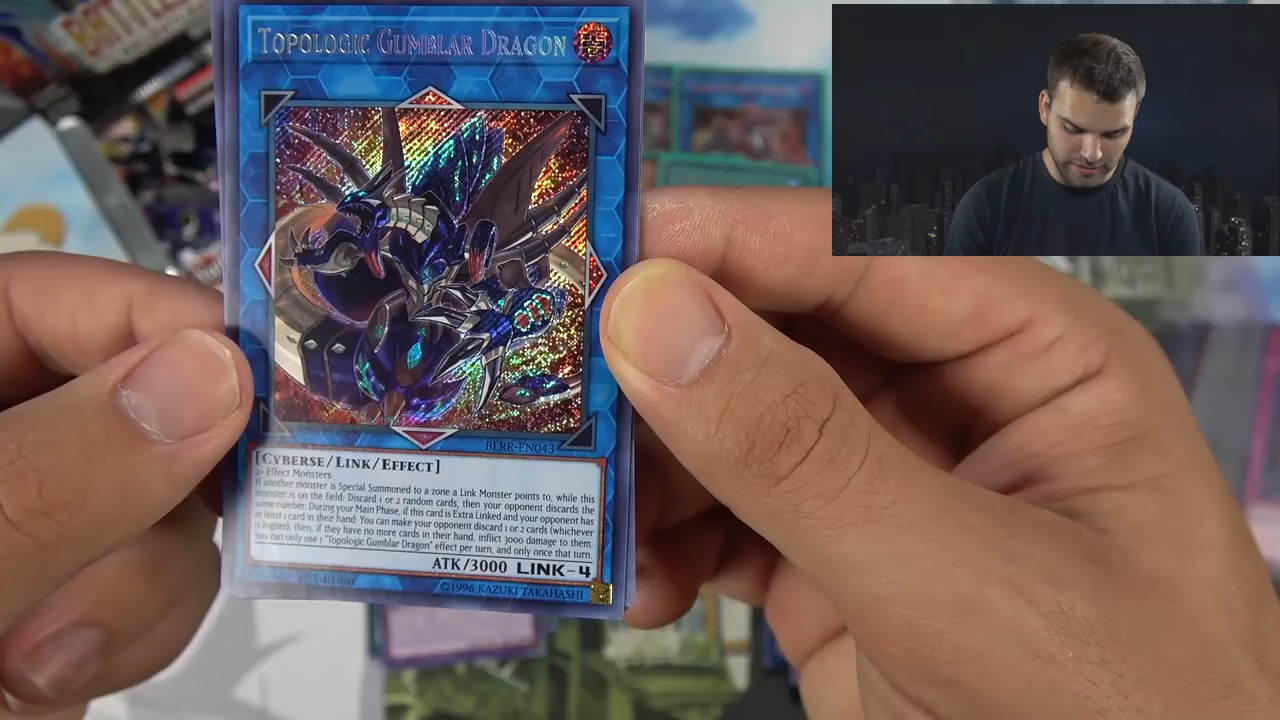 TOPOLOGIC GUMBLAR DRAGON
BLRR-EN043
[CYBERSE/LINK/EFFECT]
2+ Effect Monsters
If another monster is Special Summoned to a zone a Link Monster points to, while this
monster is on the field: Discard 1 or 2 random cards, then your opponent discards the
same number. During your Main Phase, if this card is Extra Linked and your opponent has
at least 1 card in their hand: You can make your opponent discard 1 or 2 cards (whichever
is higher), then, if they have no more cards in their hand, inflict 3000 damage to them.
You can only use 1 "Topologic Gumblar Dragon" effect per turn, and only once that turn.
ATK/3000 LINK-4
Edition
©1996 KAZUKI TAKAHASHI